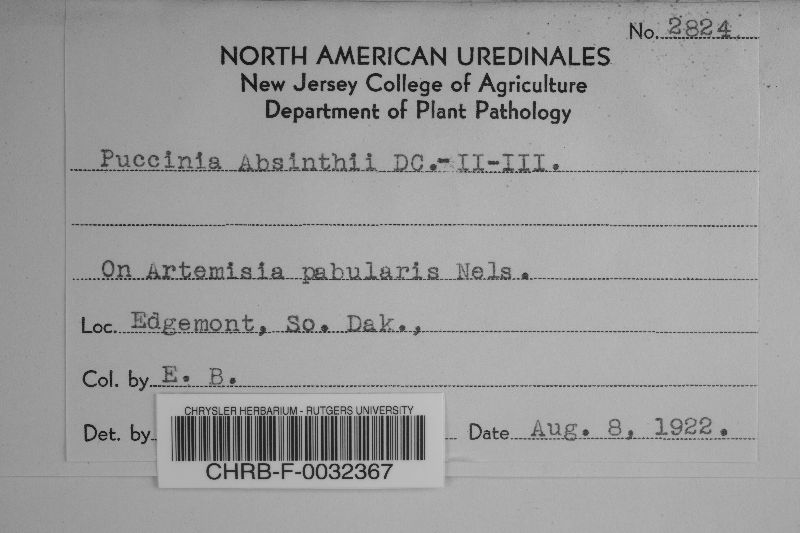 No. 2824
NORTH AMERICAN UREDINALES
New Jersey College of Agriculture
Department of Plant Pathology
Puccinia Absinthii DC.-II-III.
On Artemisia pabularis Nels.
Loc. Edgemont, So. Dak.,
Col. by E. B.
Det. by Date Aug. 8, 1922.
CHRYSLER HERBARIUM - RUTGERS UNIVERSITY
CHRB-F-0032367